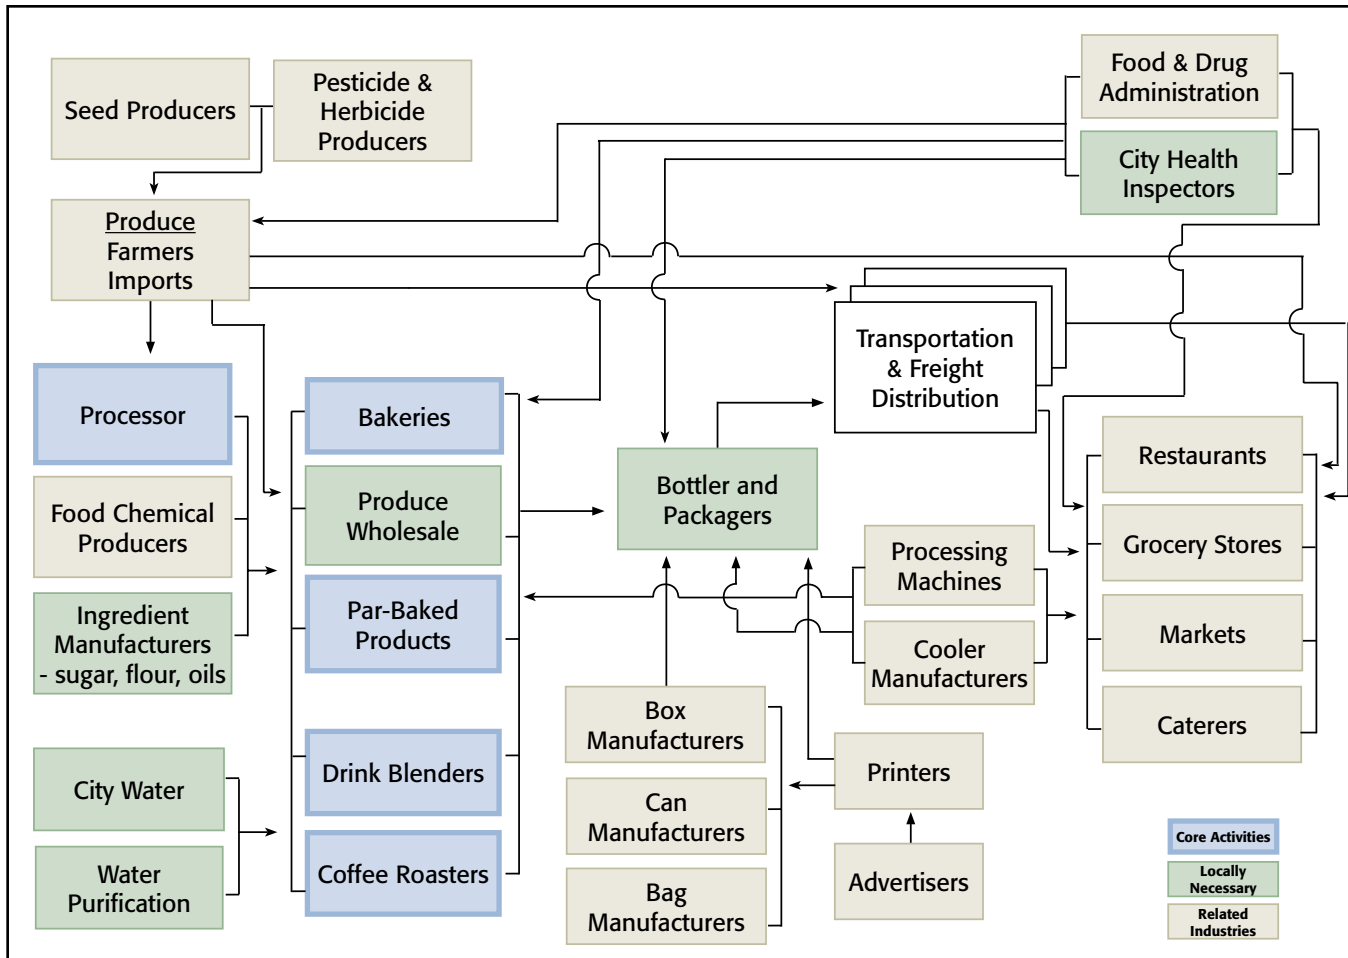 Seed Producers
Pesticide &
Herbicide
Producers
Food & Drug
Administration
City Health
Inspectors
Produce
Farmers
Imports
Transportation
& Freight
Distribution
Processor
Food Chemical
Producers
Ingredient
Manufacturers
- sugar, flour, oils
City Water
Water
Purification
Bakeries
Produce
Wholesale
Par-Baked
Products
Drink Blenders
Coffee Roasters
Bottler and
Packagers
Processing
Machines
Cooler
Manufacturers
Box
Manufacturers
Can
Manufacturers
Bag
Manufacturers
Printers
Advertisers
Restaurants
Grocery Stores
Markets
Caterers
Core Activities
Locally
Necessary
Related
Industries